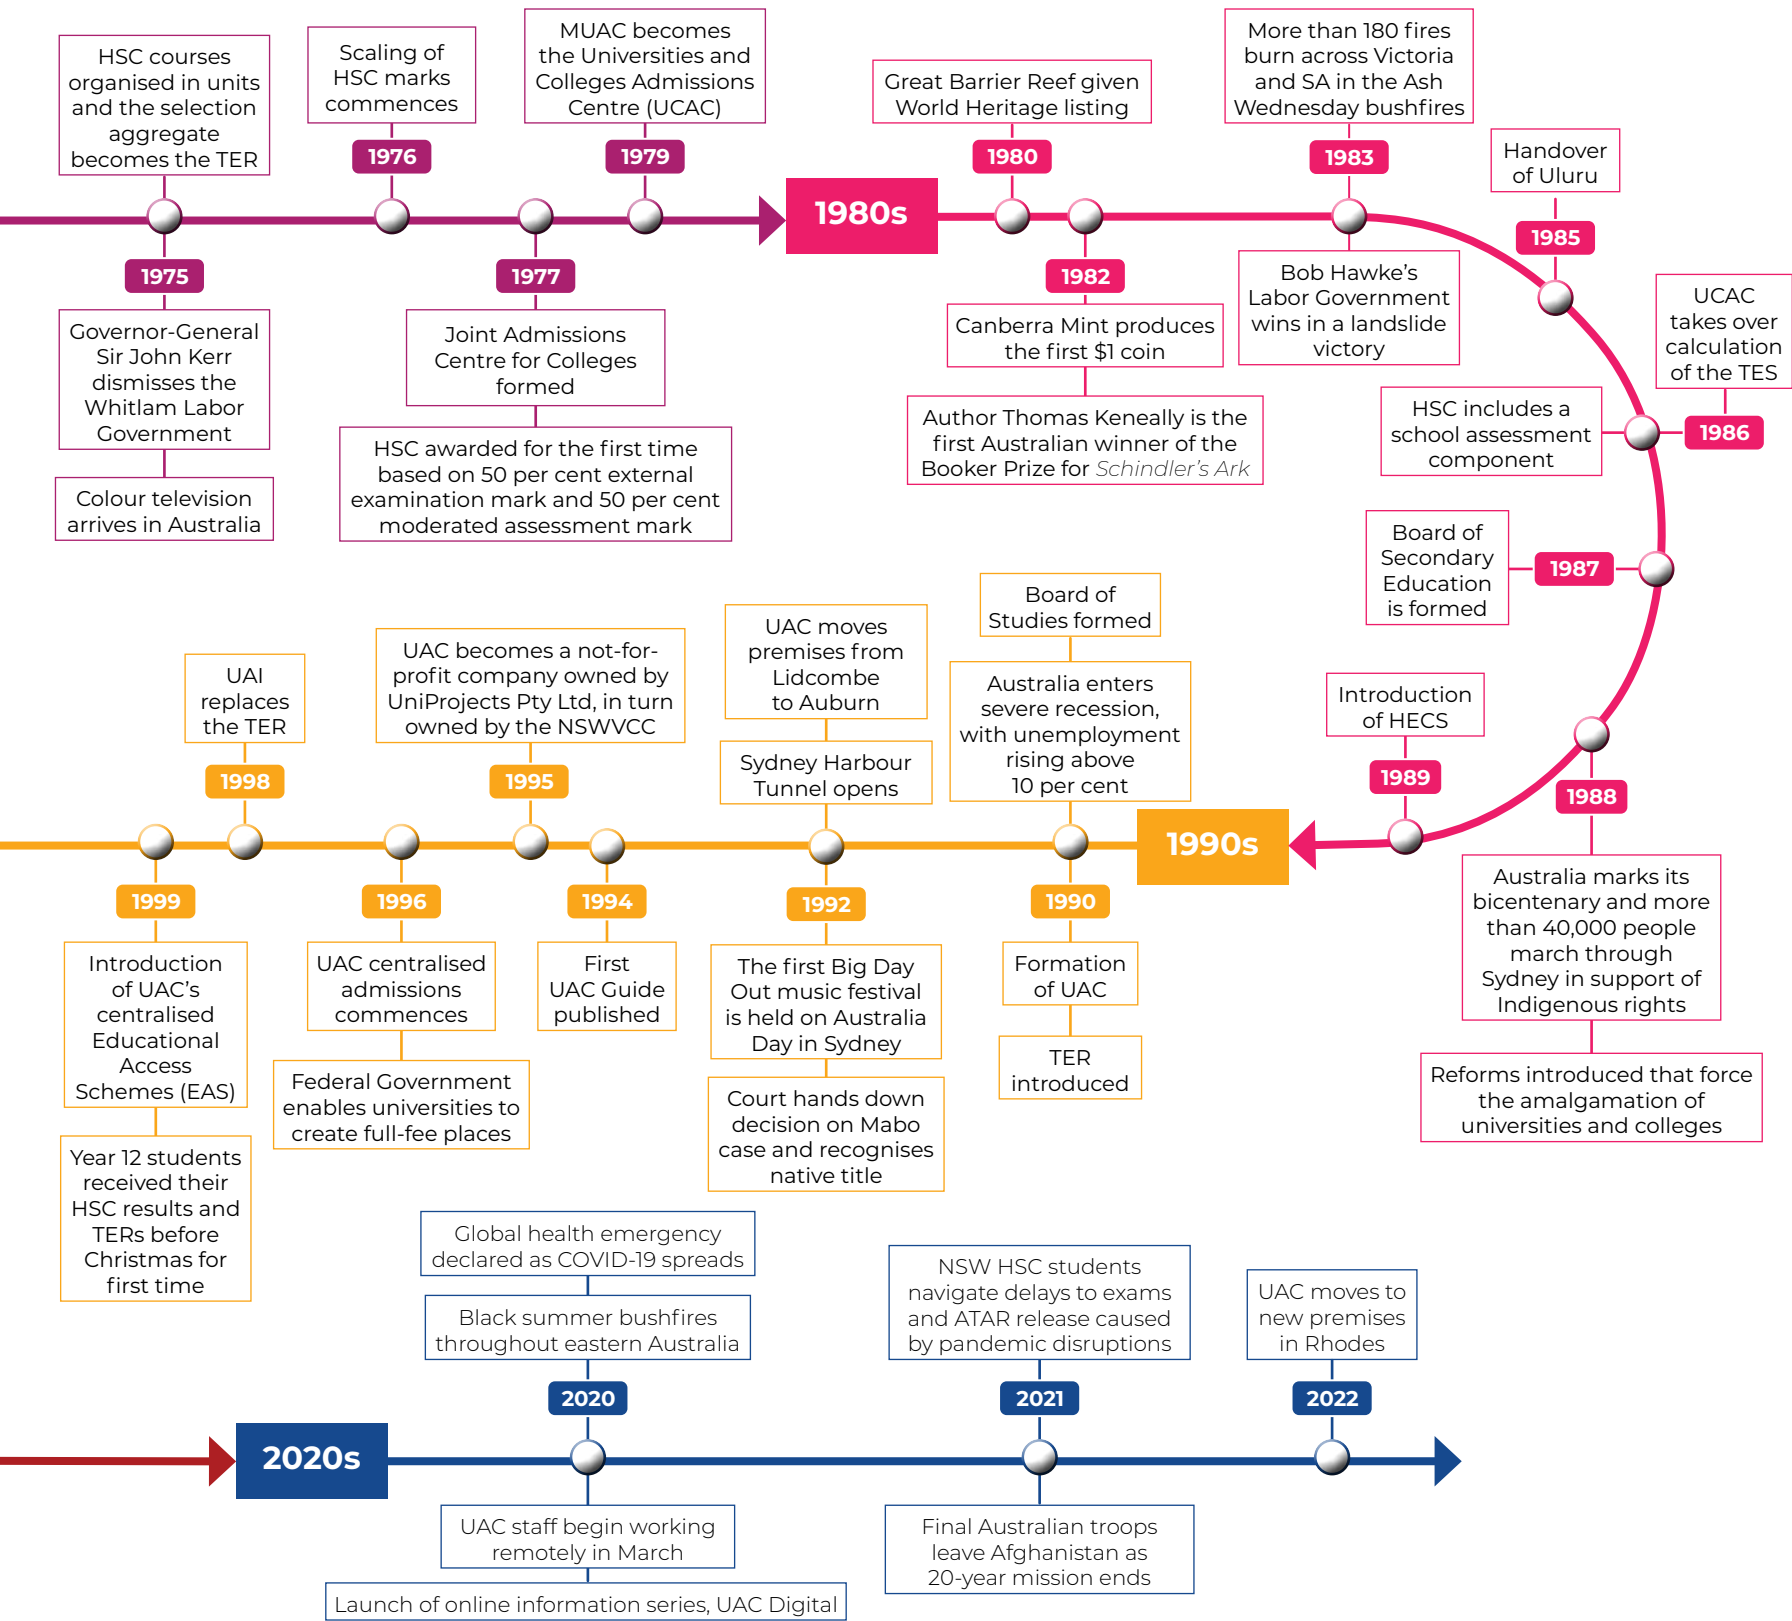 HSC courses
organised in units
and the selection
aggregate
becomes the TER
1975
Governor-General
Sir John Kerr
dismisses the
Whitlam Labor
Government
Colour television
arrives in Australia
Scaling of
HSC marks
commences
1976
1977
Joint Admissions
Centre for Colleges
formed
HSC awarded for the first time
based on 50 per cent external
examination mark and 50 per cent
moderated assessment mark
MUAC becomes
the Universities and
Colleges Admissions
Centre (UCAC)
1979
1980s
Great Barrier Reef given
World Heritage listing
1980
1982
Canberra Mint produces
the first $1 coin
Author Thomas Keneally is the
first Australian winner of the
Booker Prize for Schindler's Ark
More than 180 fires
burn across Victoria
and SA in the Ash
Wednesday bushfires
1983
Bob Hawke's
Labor Government
wins in a landslide
victory
Handover
of Uluru
1985
UCAC
takes over
calculation
of the TES
1986
HSC includes a
school assessment
component
Board of
Secondary
Education
is formed
1987
1988
Australia marks its
bicentenary and more
than 40,000 people
march through
Sydney in support of
Indigenous rights
Reforms introduced that force
the amalgamation of
universities and colleges
Introduction
of HECS
1989
1990s
Board of
Studies formed
Australia enters
severe recession,
with unemployment
rising above
10 per cent
1990
Formation
of UAC
TER
introduced
UAC moves
premises from
Lidcombe
to Auburn
Sydney Harbour
Tunnel opens
1992
The first Big Day
Out music festival
is held on Australia
Day in Sydney
Court hands down
decision on Mabo
case and recognises
native title
1994
First
UAC Guide
published
UAC becomes a not-for-
profit company owned by
UniProjects Pty Ltd, in turn
owned by the NSWVCC
1995
1996
UAC centralised
admissions
commences
Federal Government
enables universities to
create full-fee places
UAI
replaces
the TER
1998
1999
Introduction
of UAC's
centralised
Educational
Access
Schemes (EAS)
Year 12 students
received their
HSC results and
TERs before
Christmas for
first time
2020s
Global health emergency
declared as COVID-19 spreads
Black summer bushfires
throughout eastern Australia
2020
UAC staff begin working
remotely in March
Launch of online information series, UAC Digital
NSW HSC students
navigate delays to exams
and ATAR release caused
by pandemic disruptions
2021
Final Australian troops
leave Afghanistan as
20-year mission ends
UAC moves to
new premises
in Rhodes
2022